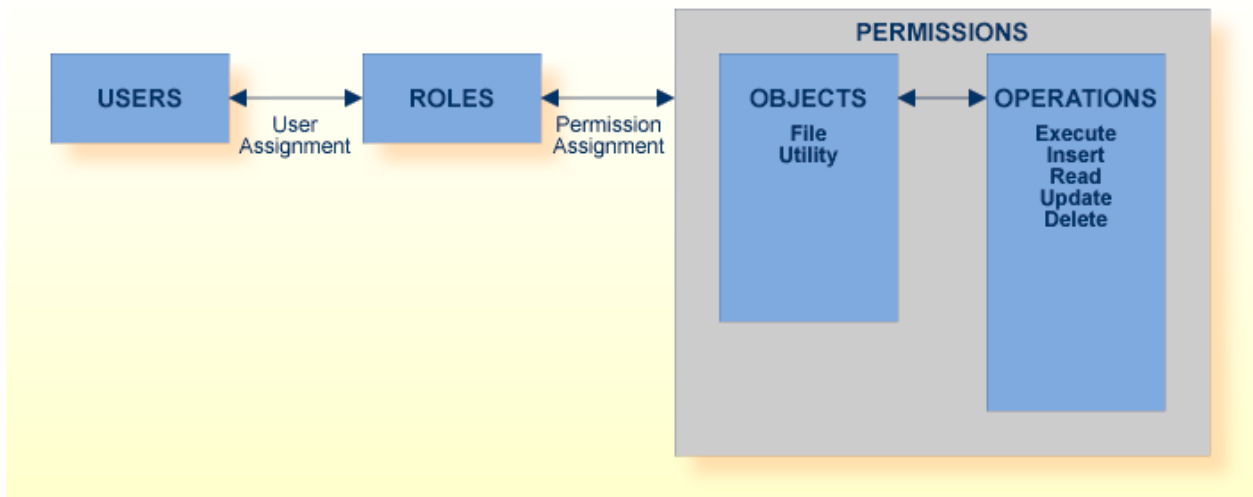 PERMISSIONS
USERS
User
Assignment
ROLES
Permission
Assignment
OBJECTS
File
Utility
OPERATIONS
Execute
Insert
Read
Update
Delete